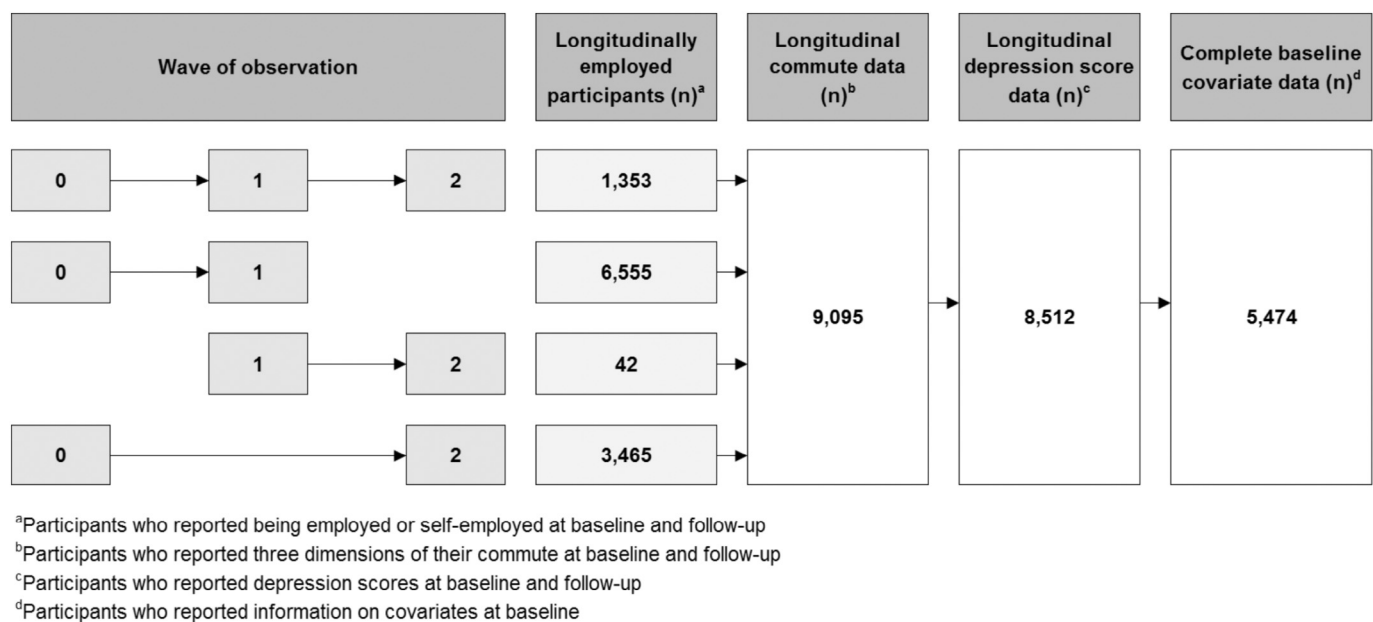 Wave of observation
Longitudinally
employed
participants (n)a
Longitudinal
commute data
(n)b
Longitudinal
depression score
data (n)c
Complete baseline
covariate data (n)d
0 1 2 1,353
0 1 6,555
9,095 8,512 5,474
1 2 42
0 2 3,465
aParticipants who reported being employed or self-employed at baseline and follow-up
bParticipants who reported three dimensions of their commute at baseline and follow-up
cParticipants who reported depression scores at baseline and follow-up
dParticipants who reported information on covariates at baseline